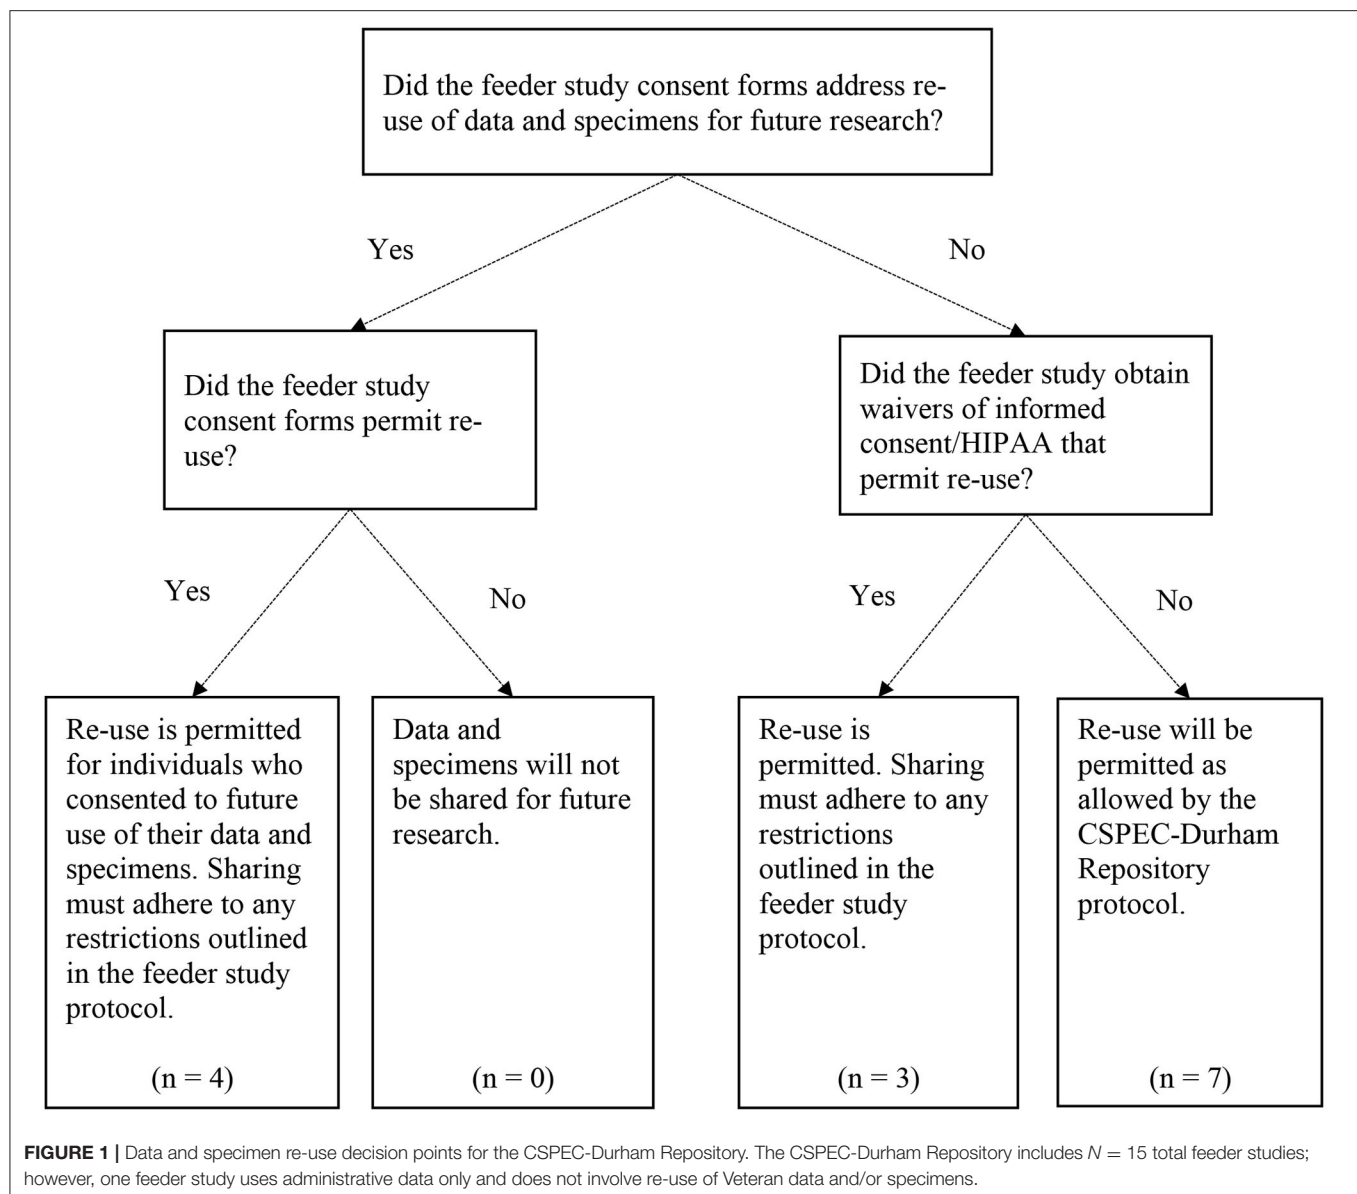 Did the feeder study consent forms address re-
use of data and specimens for future research?
Yes
No
Did the feeder study
consent forms permit re-
use?
Did the feeder study obtain
waivers of informed
consent/HIPAA that
permit re-use?
Yes
No
Yes
No
Re-use is permitted
for individuals who
consented to future
use of their data and
specimens. Sharing
must adhere to any
restrictions outlined
in the feeder study
protocol.
(n = 4)
Data and
specimens will not
be shared for future
research.
(n = 0)
Re-use is
permitted. Sharing
must adhere to any
restrictions
outlined in the
feeder study
protocol.
(n = 3)
Re-use will be
permitted as
allowed by the
CSPEC-Durham
Repository
protocol.
(n = 7)
FIGURE 1 | Data and specimen re-use decision points for the CSPEC-Durham Repository. The CSPEC-Durham Repository includes N = 15 total feeder studies;
however, one feeder study uses administrative data only and does not involve re-use of Veteran data and/or specimens.